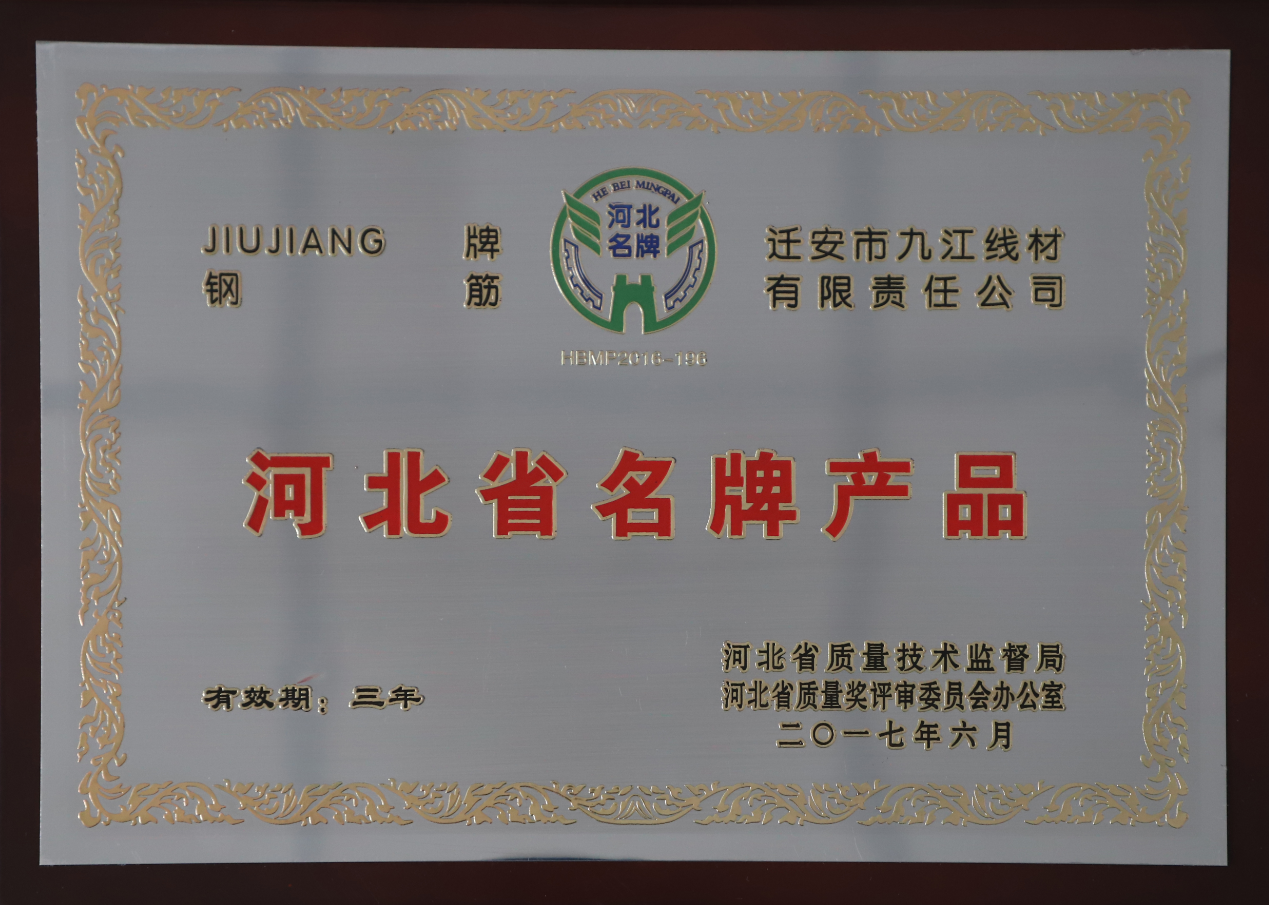 JIUJIANG 牌
钢 筋
HE BEI MINGPAI
河北
名牌
HBMP2016-196
迁安市九江线材
有限责任公司
河北省名牌产品
有效期：三年
河北省质量技术监督局
河北省质量奖评审委员会办公室
二〇一七年六月